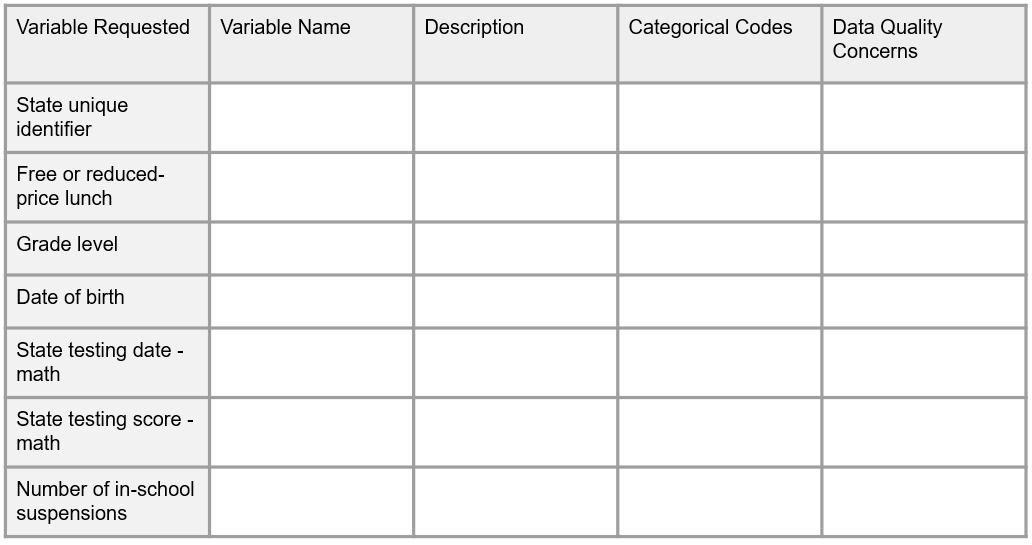 Variable Requested
Variable Name
Description
Categorical Codes
Data Quality
Concerns
State unique
identifier
Free or reduced-
price lunch
Grade level
Date of birth
State testing date -
math
State testing score -
math
Number of in-school
suspensions